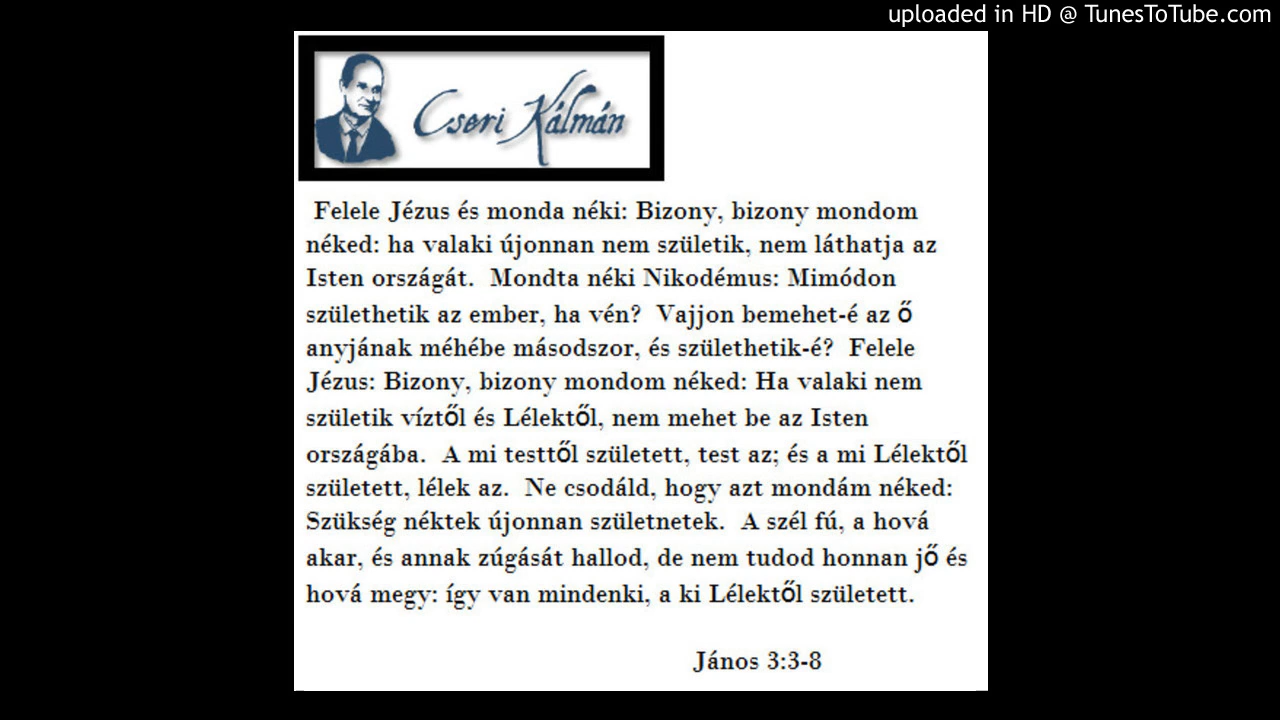 uploaded in HD @ TunesToTube.com
Cseri Kálmán
Felele Jézus és monda néki: Bizony, bizony mondom
néked: ha valaki újonnan nem születik, nem láthatja az
Isten országát. Mondta néki Nikodémus: Mimódon
születhetik az ember, ha vén? Vajjon bemehet-é az ő
anyjának méhébe másodszor, és születhetik-é? Felele
Jézus: Bizony, bizony mondom néked: Ha valaki nem
születik víztől és Lélektől, nem mehet be az Isten
országába. A mi testtől született, test az; és a mi Lélektől
született, lélek az. Ne csodáld, hogy azt mondám néked:
Szükség néktek újonnan születnetek. A szél fú, a hová
akar, és annak zúgását hallod, de nem tudod honnan jő és
hová megy: így van mindenki, a ki Lélektől született.
János 3:3-8